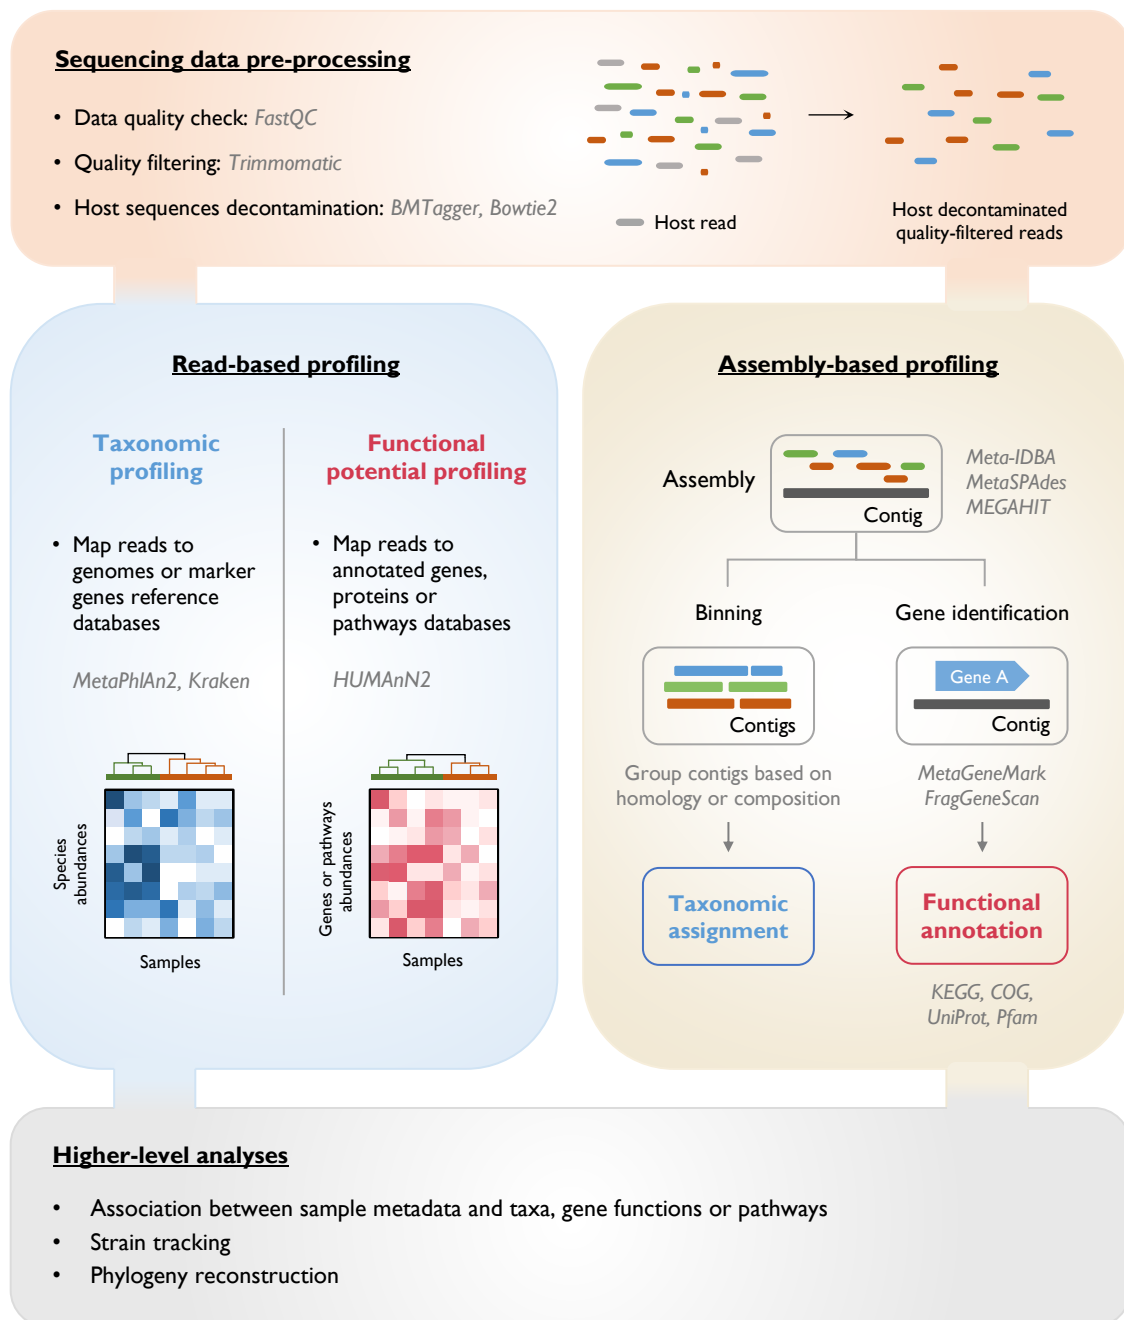 Sequencing data pre-processing
• Data quality check: FastQC
• Quality filtering: Trimmomatic
• Host sequences decontamination: BMTagger, Bowtie2
Host read
Host decontaminated
quality-filtered reads
Read-based profiling
Taxonomic
profiling
• Map reads to
genomes or marker
genes reference
databases
MetaPhlAn2, Kraken
Species
abundances
Samples
Functional
potential profiling
• Map reads to
annotated genes,
proteins or
pathways databases
HUMAnN2
Genes or pathways
abundances
Samples
Assembly-based profiling
Assembly
Contig
Meta-IDBA
MetaSPAdes
MEGAHIT
Binning
Contigs
Group contigs based on
homology or composition
Taxonomic
assignment
Gene identification
Gene A
Contig
MetaGeneMark
FragGeneScan
Functional
annotation
KEGG, COG,
UniProt, Pfam
Higher-level analyses
• Association between sample metadata and taxa, gene functions or pathways
• Strain tracking
• Phylogeny reconstruction